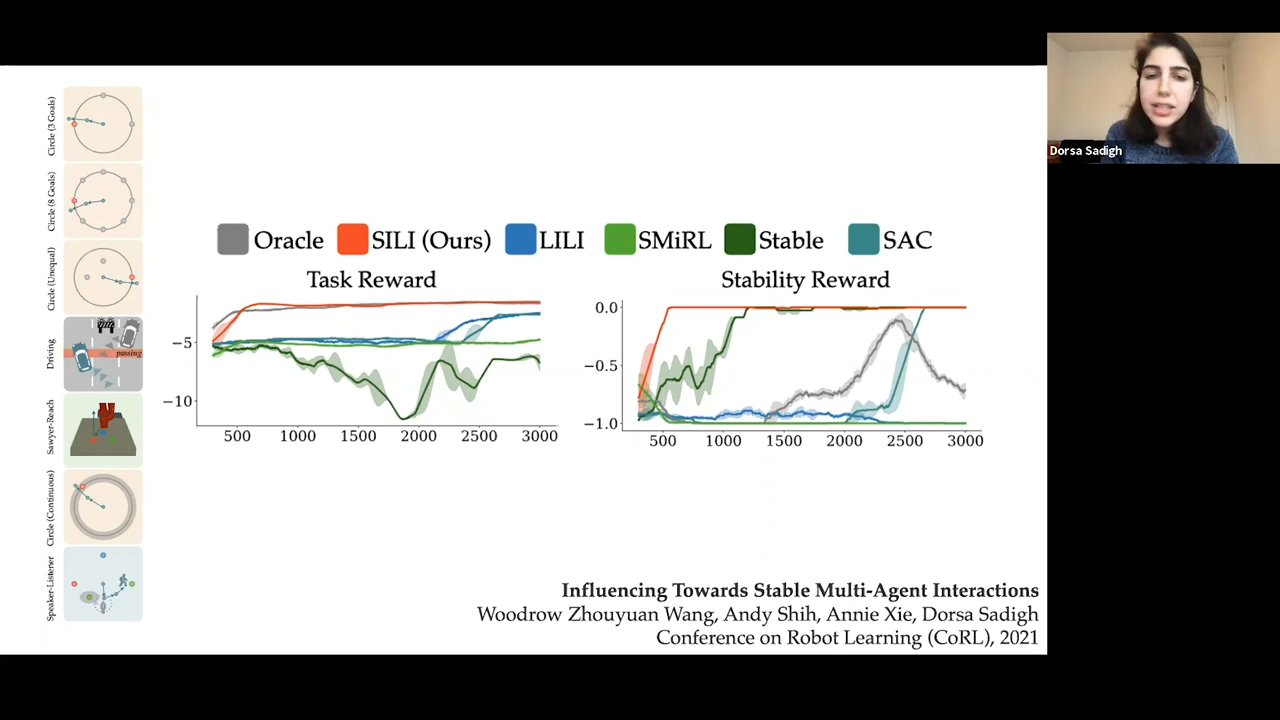 Dorsa Sadigh
Circle (3 Goals)
Circle (8 Goals)
Circle (Unequal)
Driving
passing
Sawyer-Reach
Circle (Continuous)
Speaker-Listener
Oracle SILI (Ours) LILI SMiRL Stable SAC
Task Reward
−5
−10
500 1000 1500 2000 2500 3000
Stability Reward
0.0
−0.5
−1.0
500 1000 1500 2000 2500 3000
Influencing Towards Stable Multi-Agent Interactions
Woodrow Zhouyuan Wang, Andy Shih, Annie Xie, Dorsa Sadigh
Conference on Robot Learning (CoRL), 2021